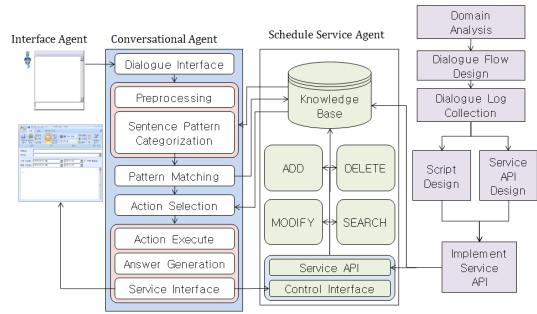 Interface Agent
Conversational Agent
Dialogue Interface
Preprocessing
Sentence Pattern
Categorization
Pattern Matching
Action Selection
Action Execute
Answer Generation
Service Interface
Schedule Service Agent
Knowledge
Base
ADD
DELETE
MODIFY
SEARCH
Service API
Control Interface
Domain
Analysis
Dialogue Flow
Design
Dialogue Log
Collection
Script
Design
Service
API
Design
Implement
Service
API